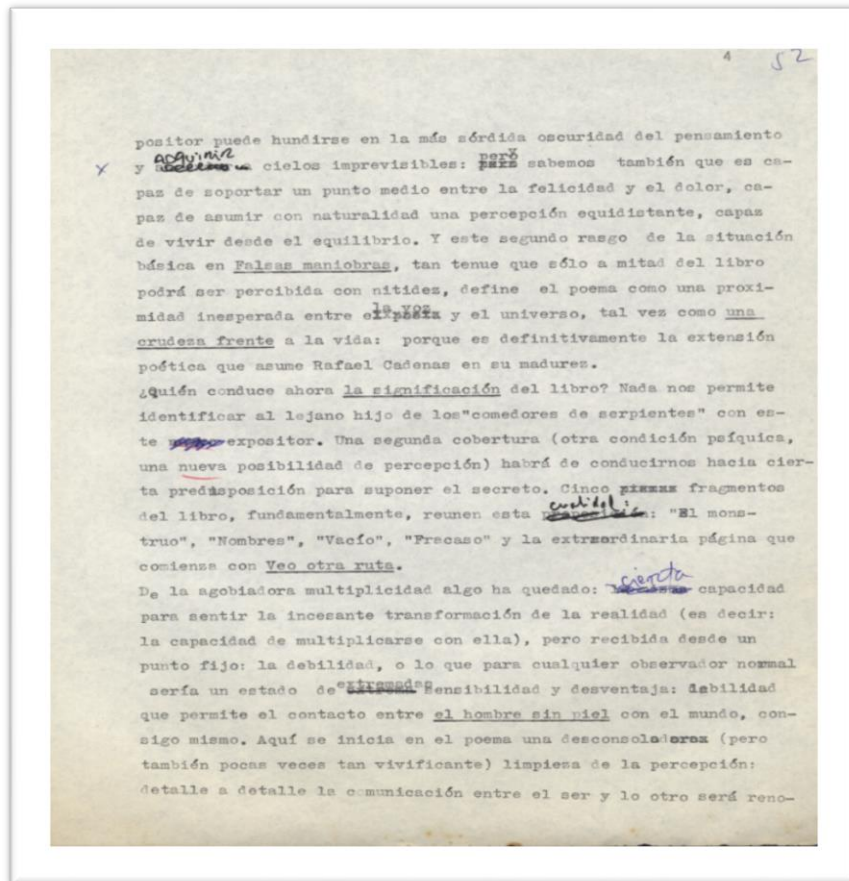 4 52
positor puede hundirse en la más sórdida oscuridad del pensamiento
x y ADQUIRIR cielos imprevisibles: pero sabemos también que es ca-
paz de soportar un punto medio entre la felicidad y el dolor, ca-
paz de asumir con naturalidad una percepción equidistante, capaz
de vivir desde el equilibrio. Y este segundo rasgo de la situación
básica en Falsas maniobras, tan tenue que sólo a mitad del libro
podrá ser percibida con nitidez, define el poema como una proxi-
midad inesperada entre la voz y el universo, tal vez como una
crudeza frente a la vida: porque es definitivamente la extensión
poética que asume Rafael Cadenas en su madurez.
¿Quién conduce ahora la significación del libro? Nada nos permite
identificar al lejano hijo de los"comedores de serpientes" con es-
te expositor. Una segunda cobertura (otra condición psíquica,
una nueva posibilidad de percepción) habrá de conducirnos hacia cier-
ta predisposición para suponer el secreto. Cinco fragmentos
del libro, fundamentalmente, reunen esta : "El mons-
truo", "Nombres", "Vacío", "Fracaso" y la extraordinaria página que
comienza con Veo otra ruta.
De la agobiadora multiplicidad algo ha quedado: cierta capacidad
para sentir la incesante transformación de la realidad (es decir:
la capacidad de multiplicarse con ella), pero recibida desde un
punto fijo: la debilidad, o lo que para cualquier observador normal
sería un estado de extremada sensibilidad y desventaja: debilidad
que permite el contacto entre el hombre sin piel con el mundo, con-
sigo mismo. Aquí se inicia en el poema una desconsoladora (pero
también pocas veces tan vivificante) limpieza de la percepción:
detalle a detalle la comunicación entre el ser y lo otro será reno-